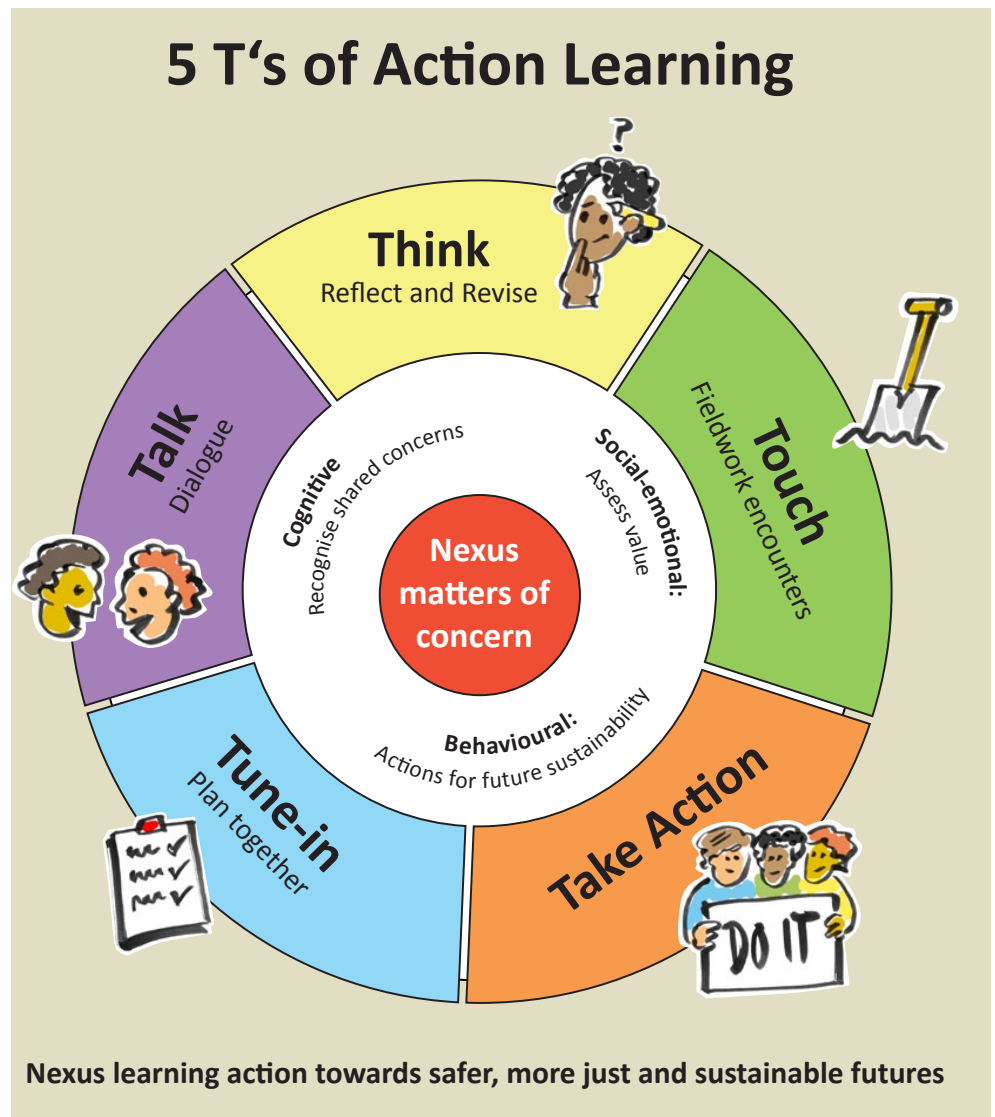 5 T‘s of Action Learning
?
Think
Reflect and Revise
Touch
Fieldwork encounters
Take Action
DO IT
Tune-in
Plan together
Talk
Dialogue
Cognitive
Recognise shared concerns
Social-emotional:
Assess value
Behavioural:
Actions for future sustainability
Nexus
matters of
concern
Nexus learning action towards safer, more just and sustainable futures